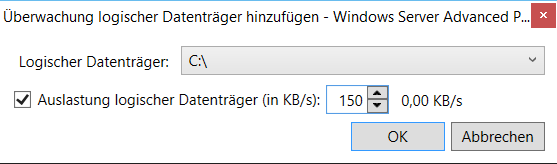 Überwachung logischer Datenträger hinzufügen - Windows Server Advanced P...
Logischer Datenträger: C:\
Auslastung logischer Datenträger (in KB/s): 150 0,00 KB/s
OK Abbrechen